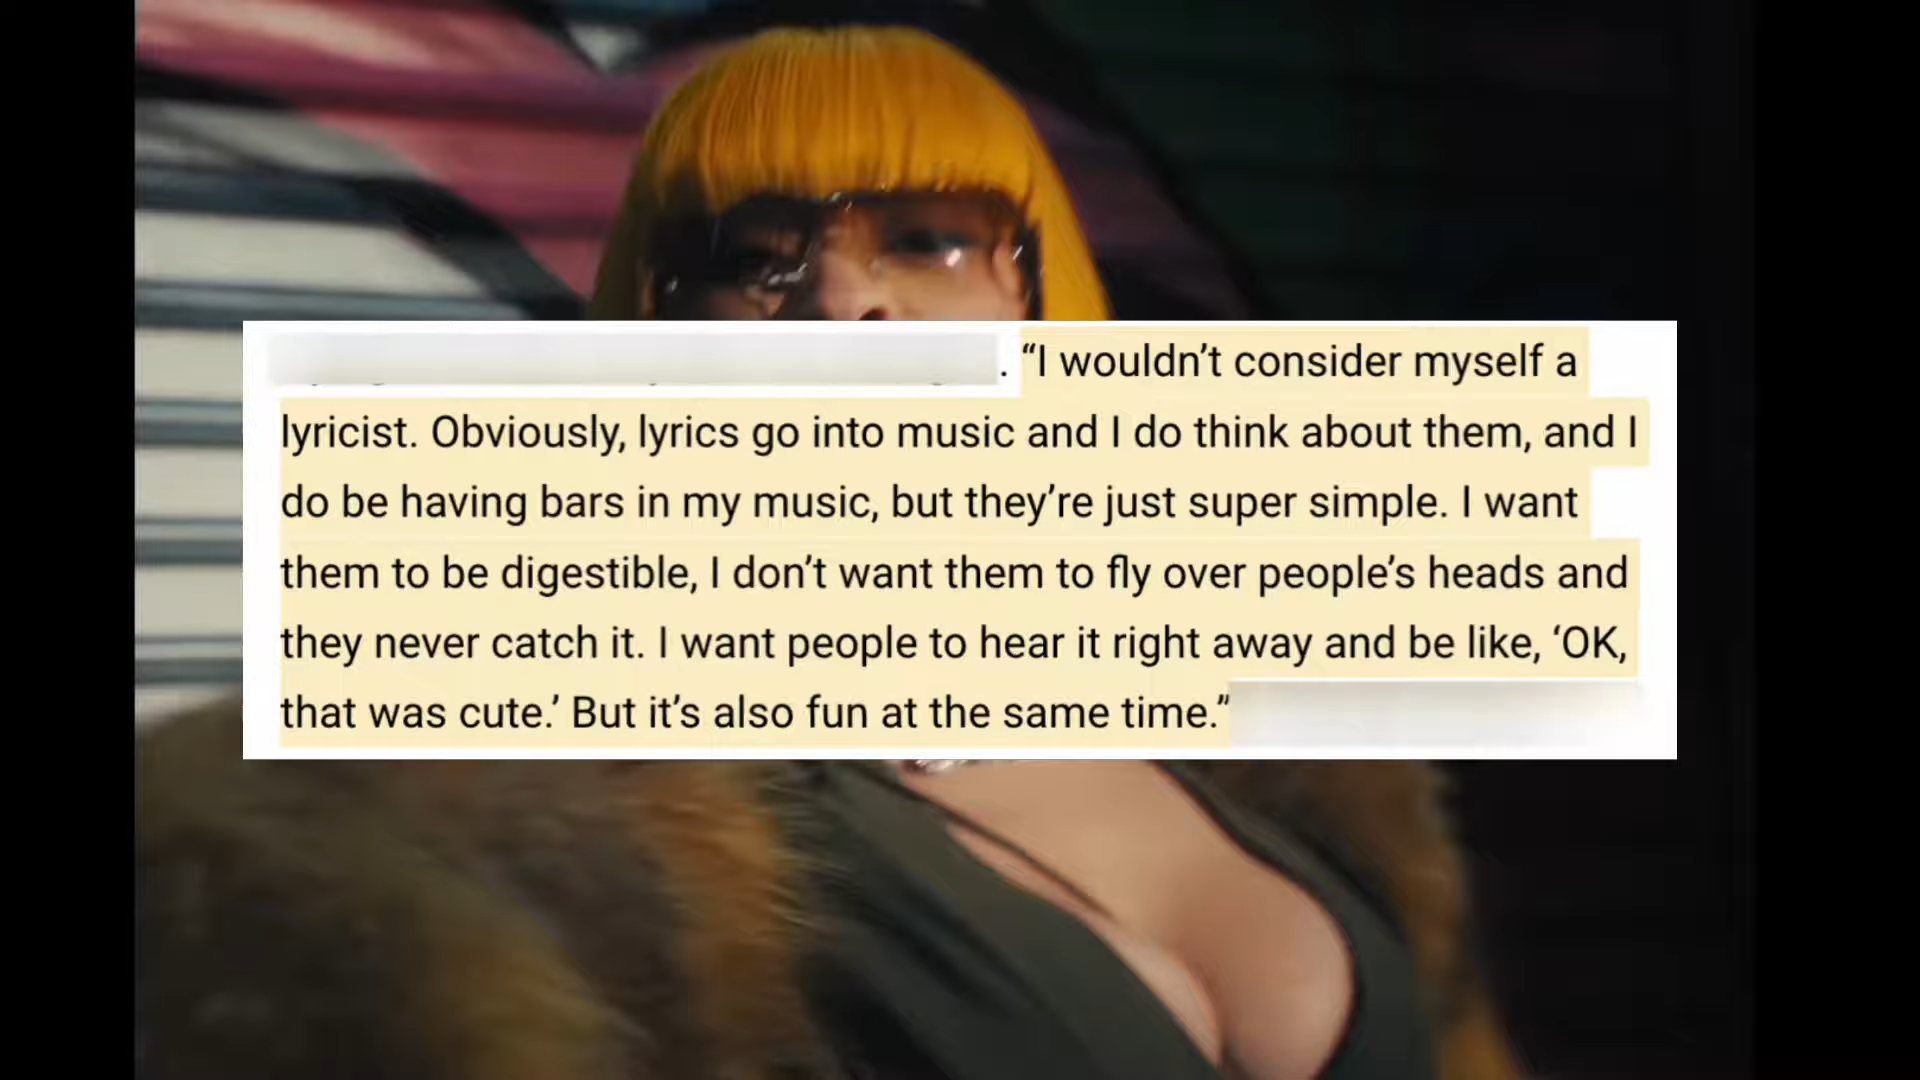 . “I wouldn’t consider myself a
lyricist. Obviously, lyrics go into music and I do think about them, and I
do be having bars in my music, but they’re just super simple. I want
them to be digestible, I don’t want them to fly over people’s heads and
they never catch it. I want people to hear it right away and be like, ‘OK,
that was cute.’ But it’s also fun at the same time.”